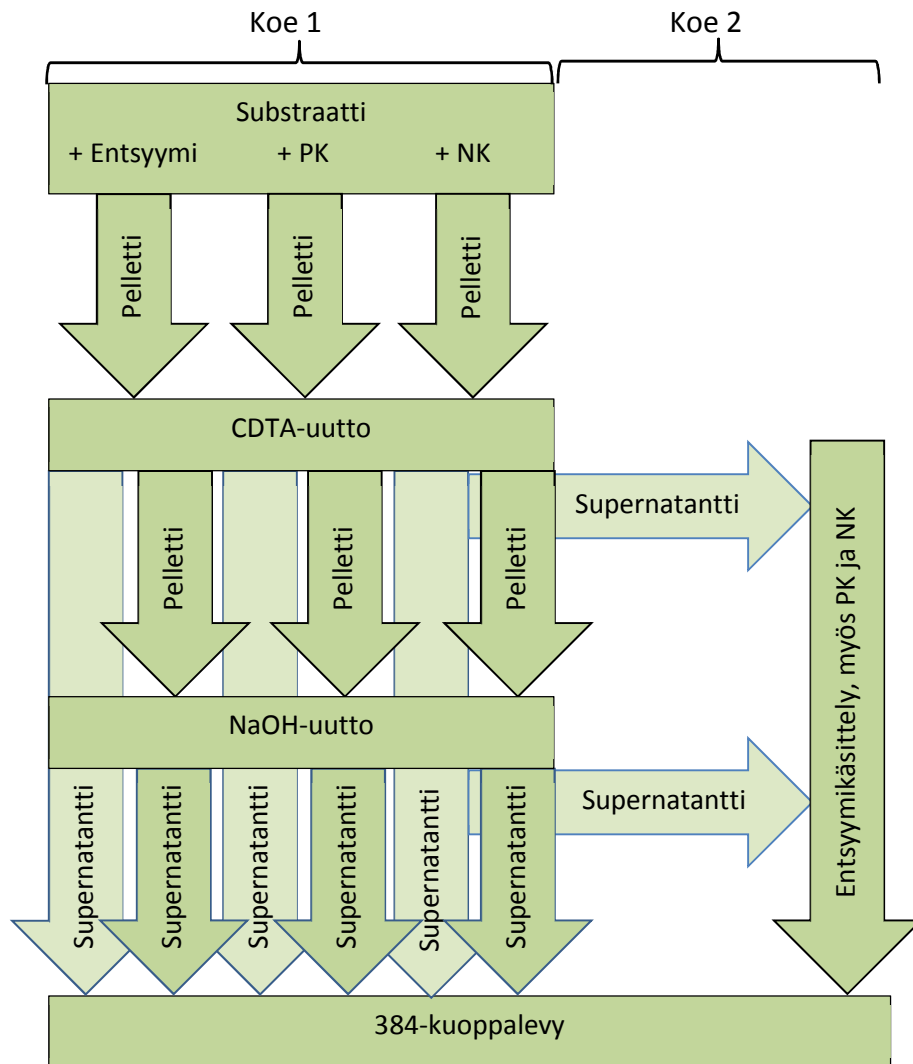 Koe 1
Koe 2
Substraatti
+ Entsyymi
+ PK
+ NK
Pelletti
Pelletti
Pelletti
CDTA-uutto
Supernatantti
Pelletti
Pelletti
Pelletti
Entsyymikäsittely, myös PK ja NK
NaOH-uutto
Supernatantti
Supernatantti
Supernatantti
Supernatantti
Supernatantti
Supernatantti
Supernatantti
384-kuoppalevy